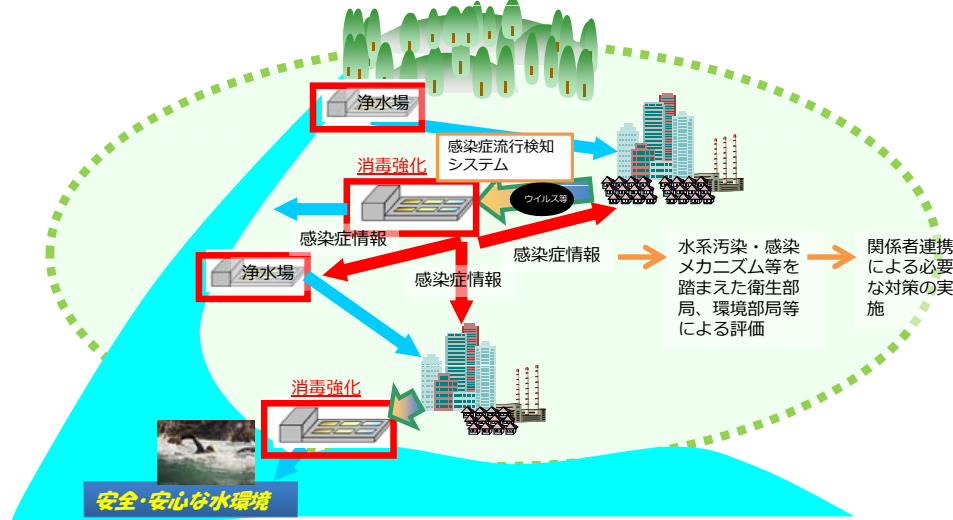 浄水場
感染症流行検知
システム
消毒強化
ウイルス等
感染症情報
感染症情報
感染症情報
浄水場
水系汚染・感染
メカニズム等を
踏まえた衛生部
局、環境部局等
による評価
関係者連携
による必要
な対策の実
施
消毒強化
安全・安心な水環境